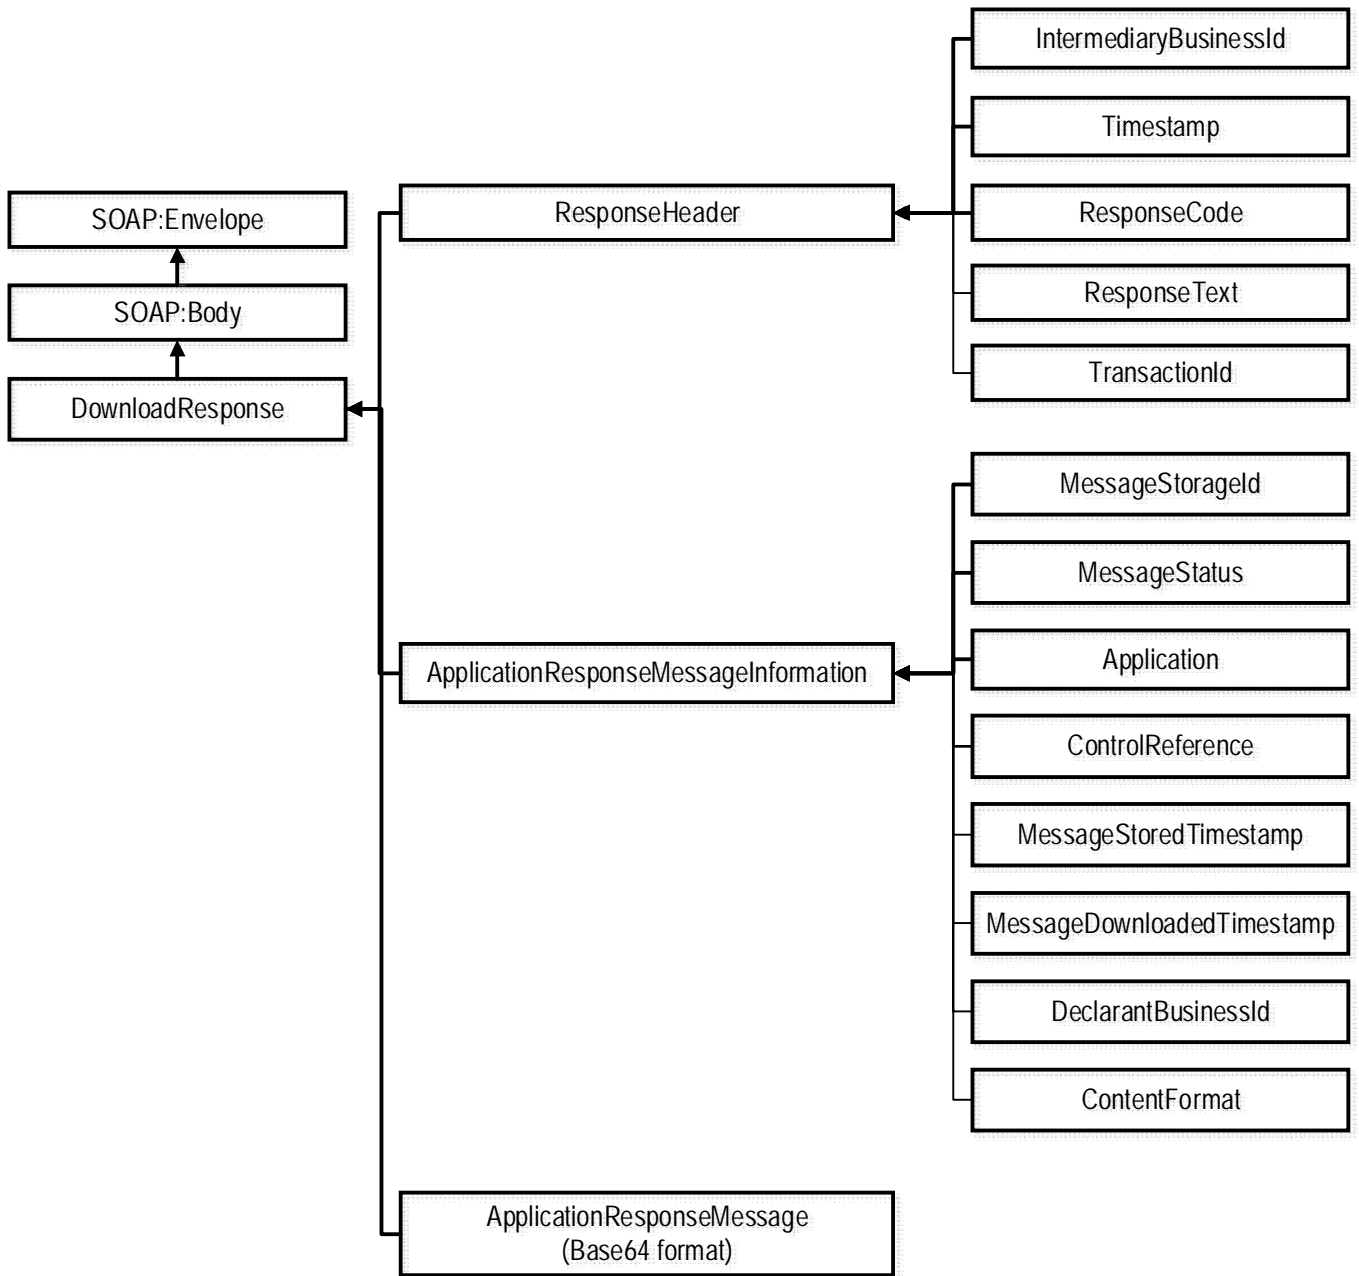 SOAP:Envelope
SOAP:Body
DownloadResponse
ResponseHeader
IntermediaryBusinessId
Timestamp
ResponseCode
ResponseText
TransactionId
ApplicationResponseMessageInformation
MessageStorageId
MessageStatus
Application
ControlReference
MessageStoredTimestamp
MessageDownloadedTimestamp
DeclarantBusinessId
ContentFormat
ApplicationResponseMessage
(Base64 format)